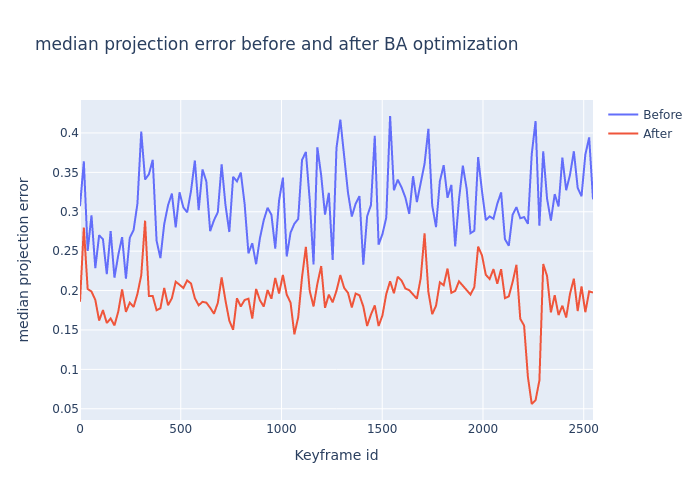 median projection error before and after BA optimization
Before
After
median projection error
0.4
0.35
0.3
0.25
0.2
0.15
0.1
0.05
0
500
1000
1500
2000
2500
Keyframe id